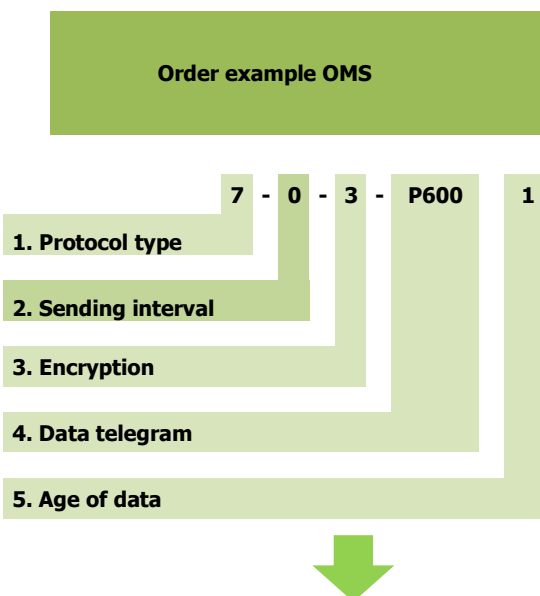 Order example OMS
7 - 0 - 3 - P600 1
1. Protocol type
2. Sending interval
3. Encryption
4. Data telegram
5. Age of data